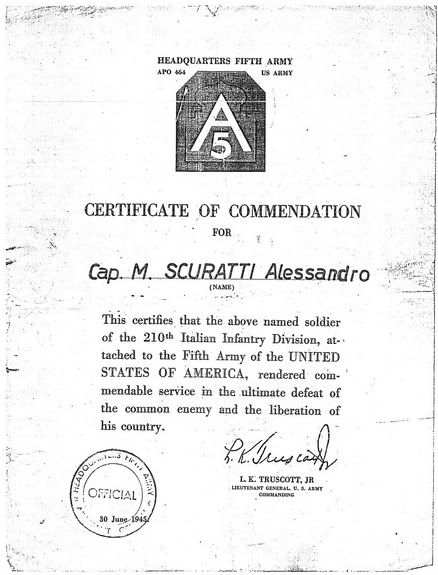 HEADQUARTERS FIFTH ARMY
APO 464 US ARMY
A
5
CERTIFICATE OF COMMENDATION
FOR
Cap. M. SCURATTI Alessandro
(NAME)
This certifies that the above named soldier
of the 210th Italian Infantry Division, at-
tached to the Fifth Army of the UNITED
STATES OF AMERICA, rendered com-
mendable service in the ultimate defeat of
the common enemy and the liberation of
his country.
L. K. Truscott Jr
L. K. TRUSCOTT, JR
LIEUTENANT GENERAL, U. S. ARMY
COMMANDING
HEADQUARTERS FIFTH ARMY
OFFICIAL
30 June 1945